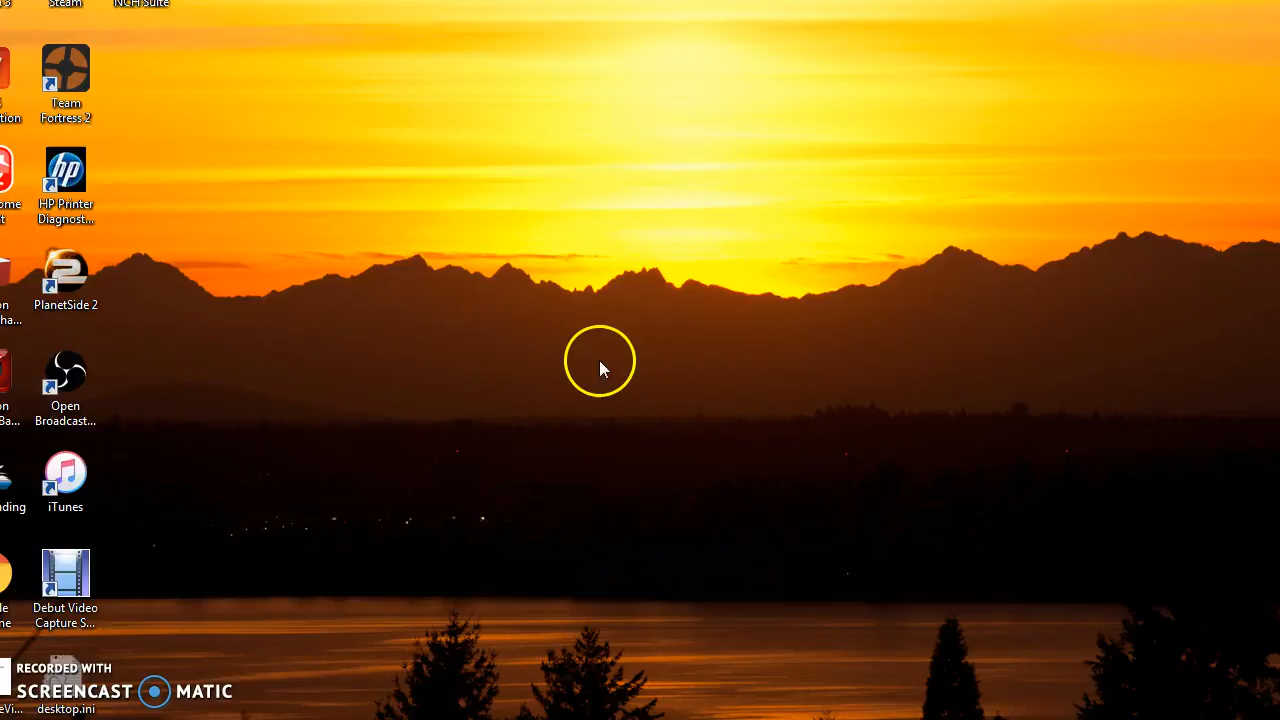 Steam
NCH Suite
Team
Fortress 2
hp
HP Printer
Diagnost...
PlanetSide 2
Open
Broadcast...
iTunes
Debut Video
Capture S...
RECORDED WITH
SCREENCAST MATIC
desktop.ini